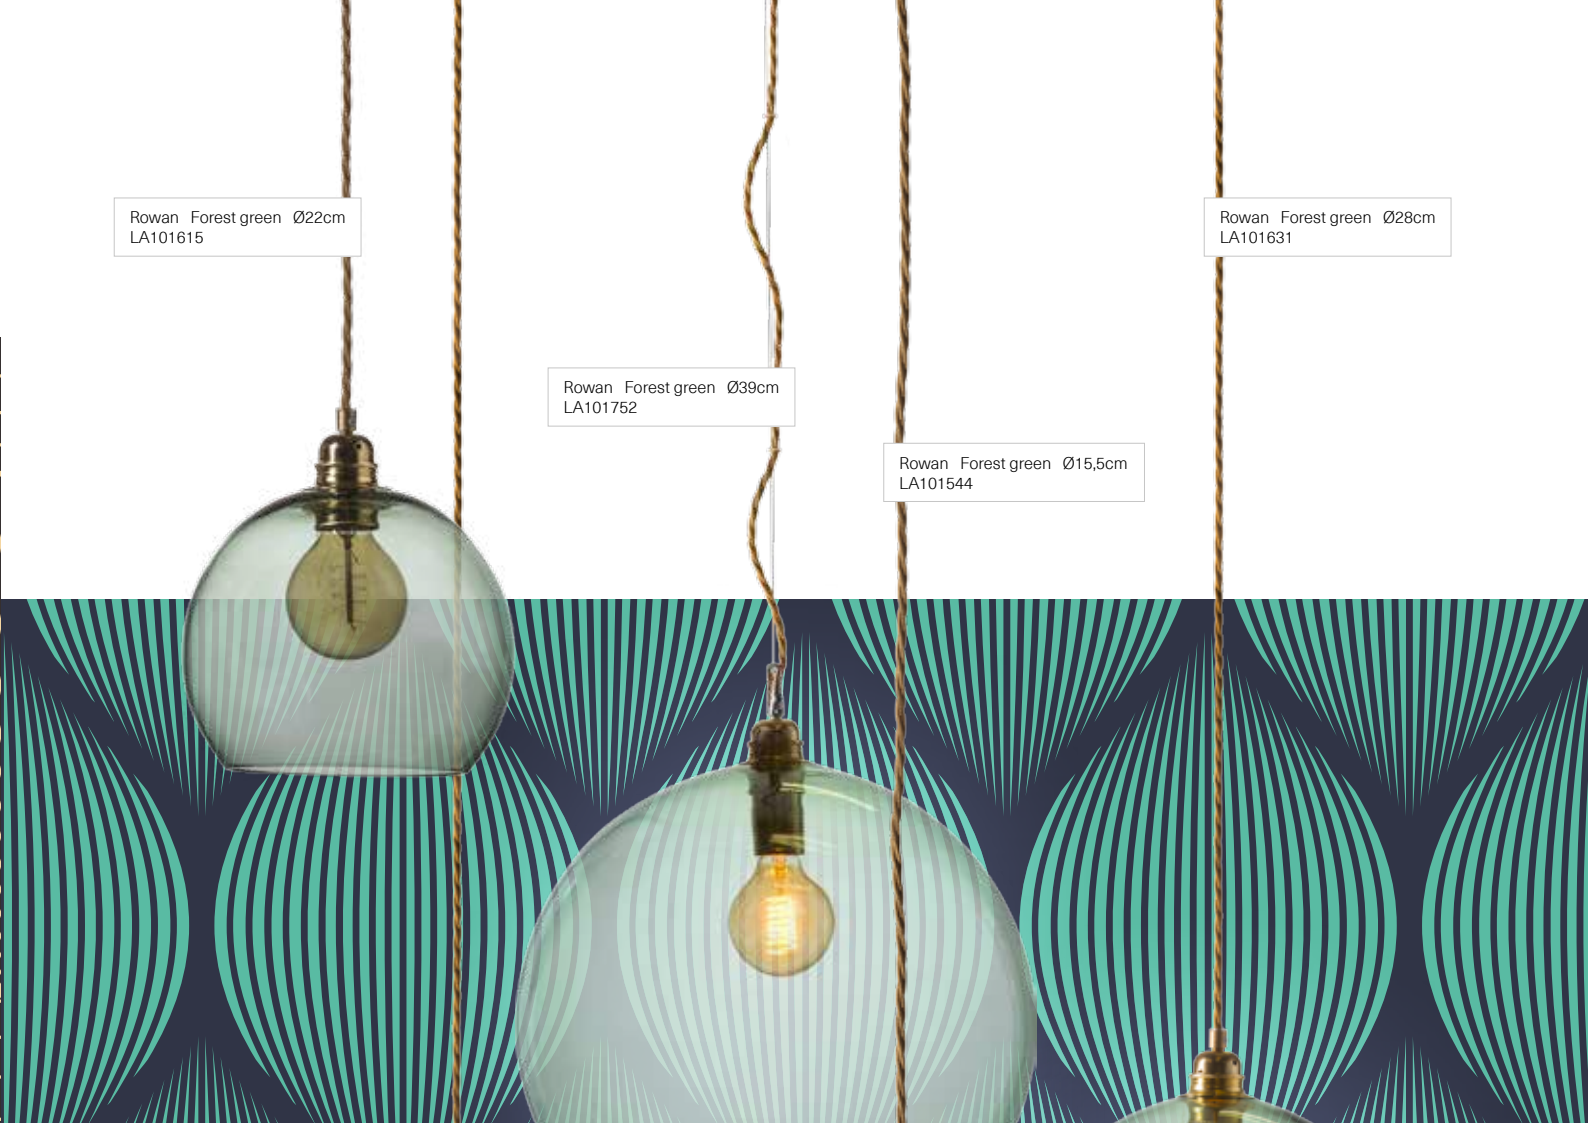 Rowan Forest green Ø22cm
LA101615
Rowan Forest green Ø28cm
LA101631
Rowan Forest green Ø39cm
LA101752
Rowan Forest green Ø15,5cm
LA101544